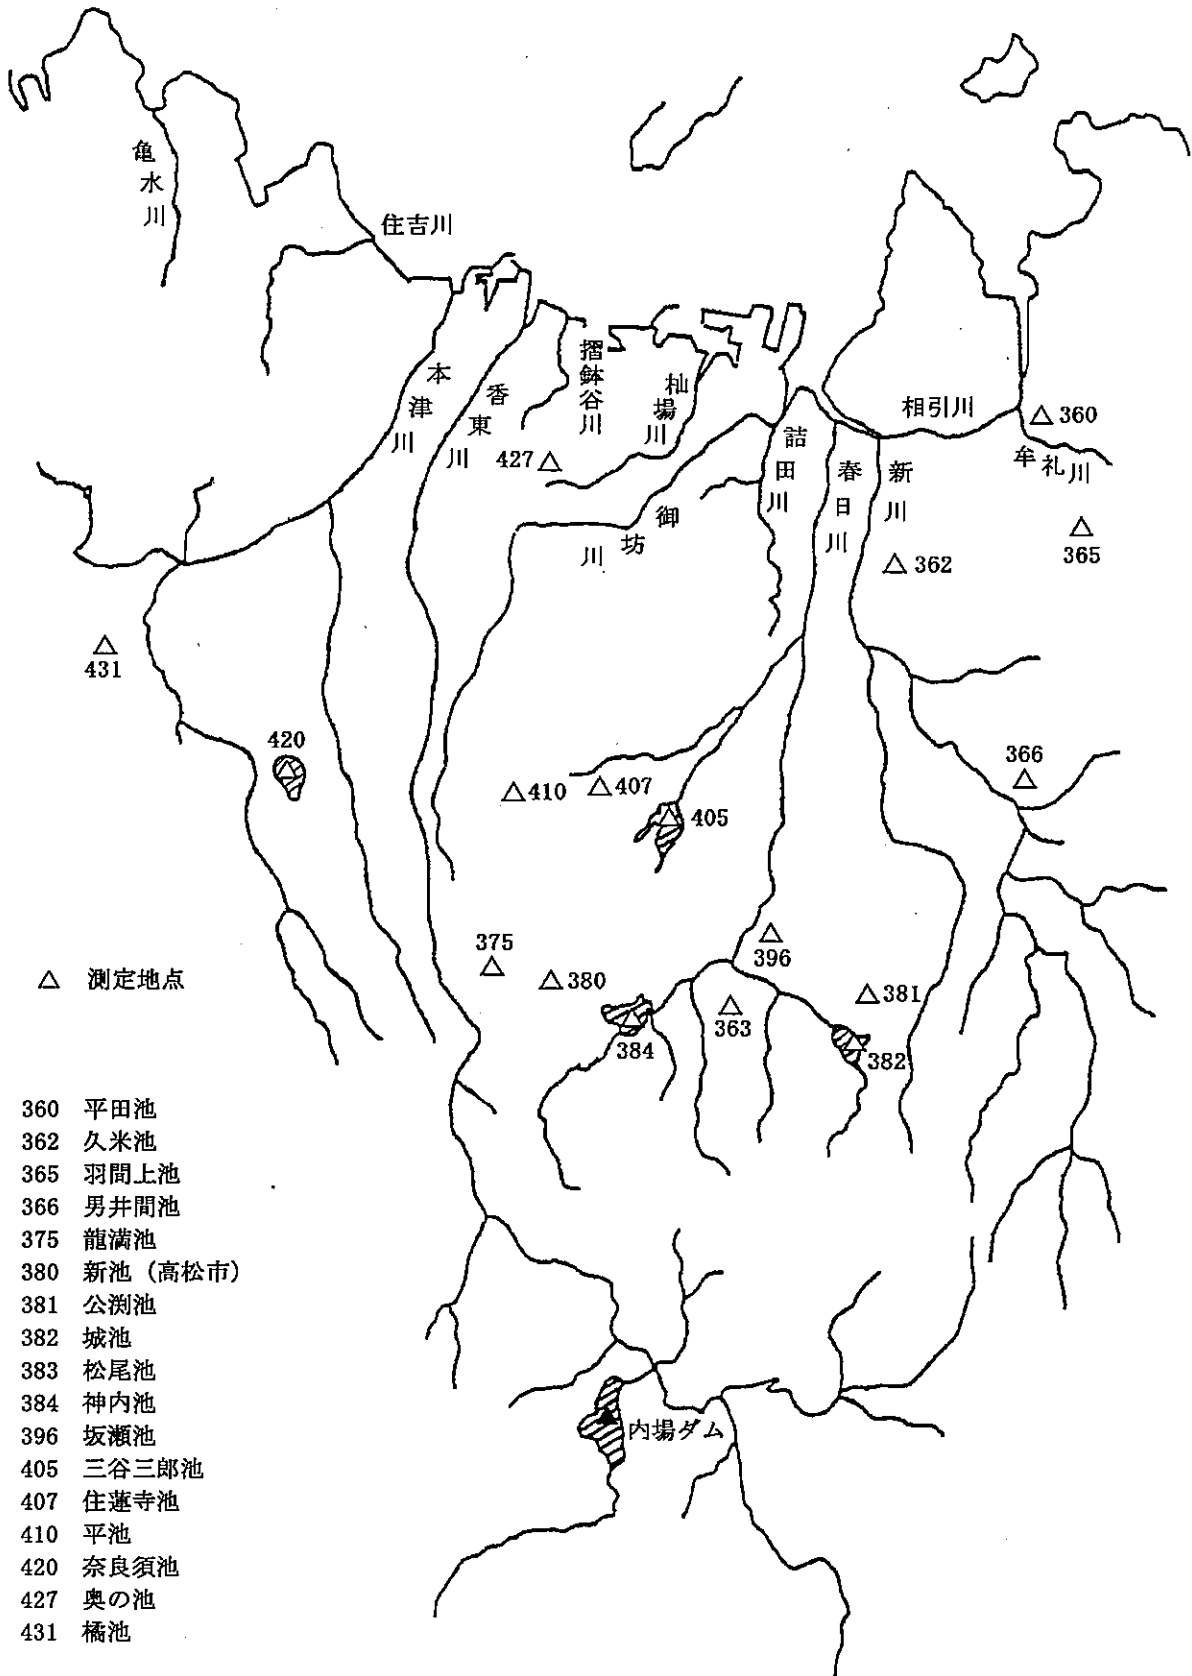 亀水川
住吉川
本津川
香東川
摺鉢谷川
杣場川
御坊川
詰田川
春日川
新川
相引川
牟礼川
360
427
362
365
431
420
366
410
407
405
375
380
396
381
363
384
382
△ 測定地点
内場ダム
360 平田池
362 久米池
365 羽間上池
366 男井間池
375 龍満池
380 新池（高松市）
381 公渕池
382 城池
383 松尾池
384 神内池
396 坂瀬池
405 三谷三郎池
407 住蓮寺池
410 平池
420 奈良須池
427 奥の池
431 橘池